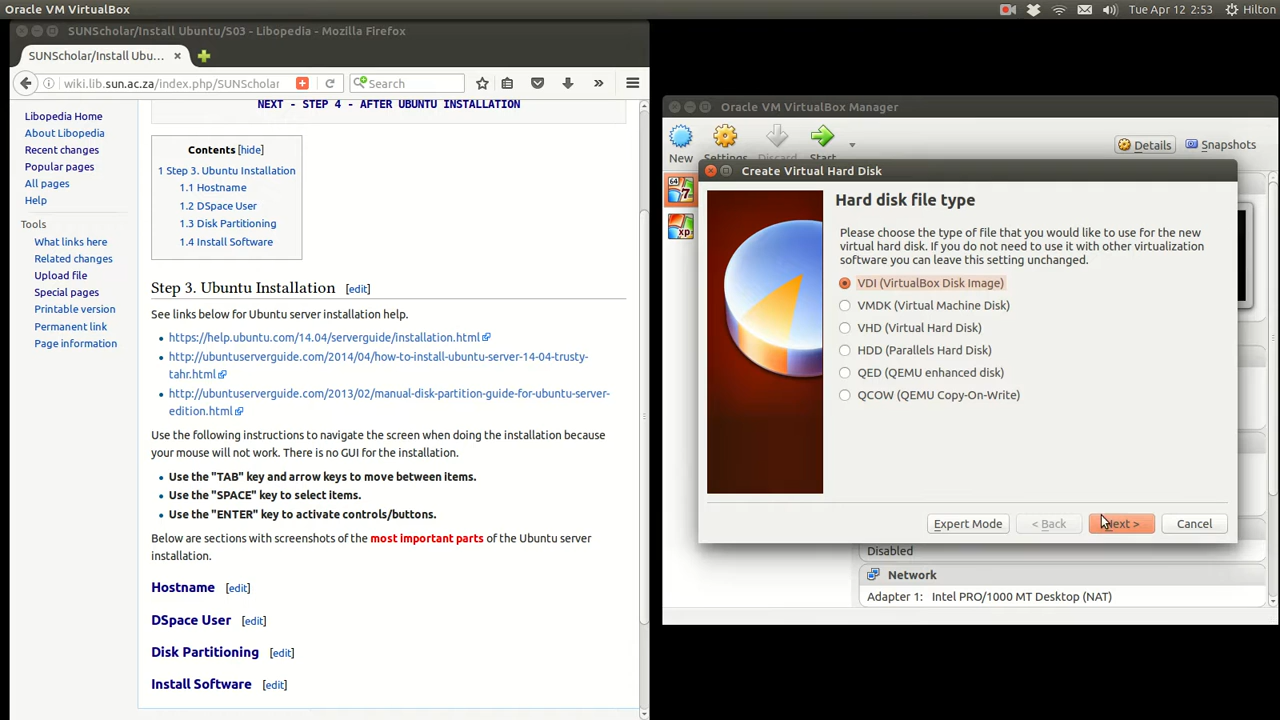 Oracle VM VirtualBox
Tue Apr 12 2:53 Hilton
SUNScholar/Install Ubuntu/S03 - Libopedia - Mozilla Firefox
SUNScholar/Install Ubu...
wiki.lib.sun.ac.za/index.php/SUNScholar
Search
Libopedia Home
About Libopedia
Recent changes
Popular pages
All pages
Help
Tools
What links here
Related changes
Upload file
Special pages
Printable version
Permanent link
Page information
NEXT - STEP 4 - AFTER UBUNTU INSTALLATION
Contents [hide]
1 Step 3. Ubuntu Installation
1.1 Hostname
1.2 DSpace User
1.3 Disk Partitioning
1.4 Install Software
Step 3. Ubuntu Installation [edit]
See links below for Ubuntu server installation help.
https://help.ubuntu.com/14.04/serverguide/installation.html
http://ubuntuserverguide.com/2014/04/how-to-install-ubuntu-server-14-04-trusty-
tahr.html
http://ubuntuserverguide.com/2013/02/manual-disk-partition-guide-for-ubuntu-server-
edition.html
Use the following instructions to navigate the screen when doing the installation because
your mouse will not work. There is no GUI for the installation.
Use the "TAB" key and arrow keys to move between items.
Use the "SPACE" key to select items.
Use the "ENTER" key to activate controls/buttons.
Below are sections with screenshots of the most important parts of the Ubuntu server
installation.
Hostname [edit]
DSpace User [edit]
Disk Partitioning [edit]
Install Software [edit]
Oracle VM VirtualBox Manager
New Settings Discard Start
Details Snapshots
64 7
xp
Create Virtual Hard Disk
Hard disk file type
Please choose the type of file that you would like to use for the new
virtual hard disk. If you do not need to use it with other virtualization
software you can leave this setting unchanged.
VDI (VirtualBox Disk Image)
VMDK (Virtual Machine Disk)
VHD (Virtual Hard Disk)
HDD (Parallels Hard Disk)
QED (QEMU enhanced disk)
QCOW (QEMU Copy-On-Write)
Expert Mode < Back Next > Cancel
Disabled
Network
Adapter 1: Intel PRO/1000 MT Desktop (NAT)